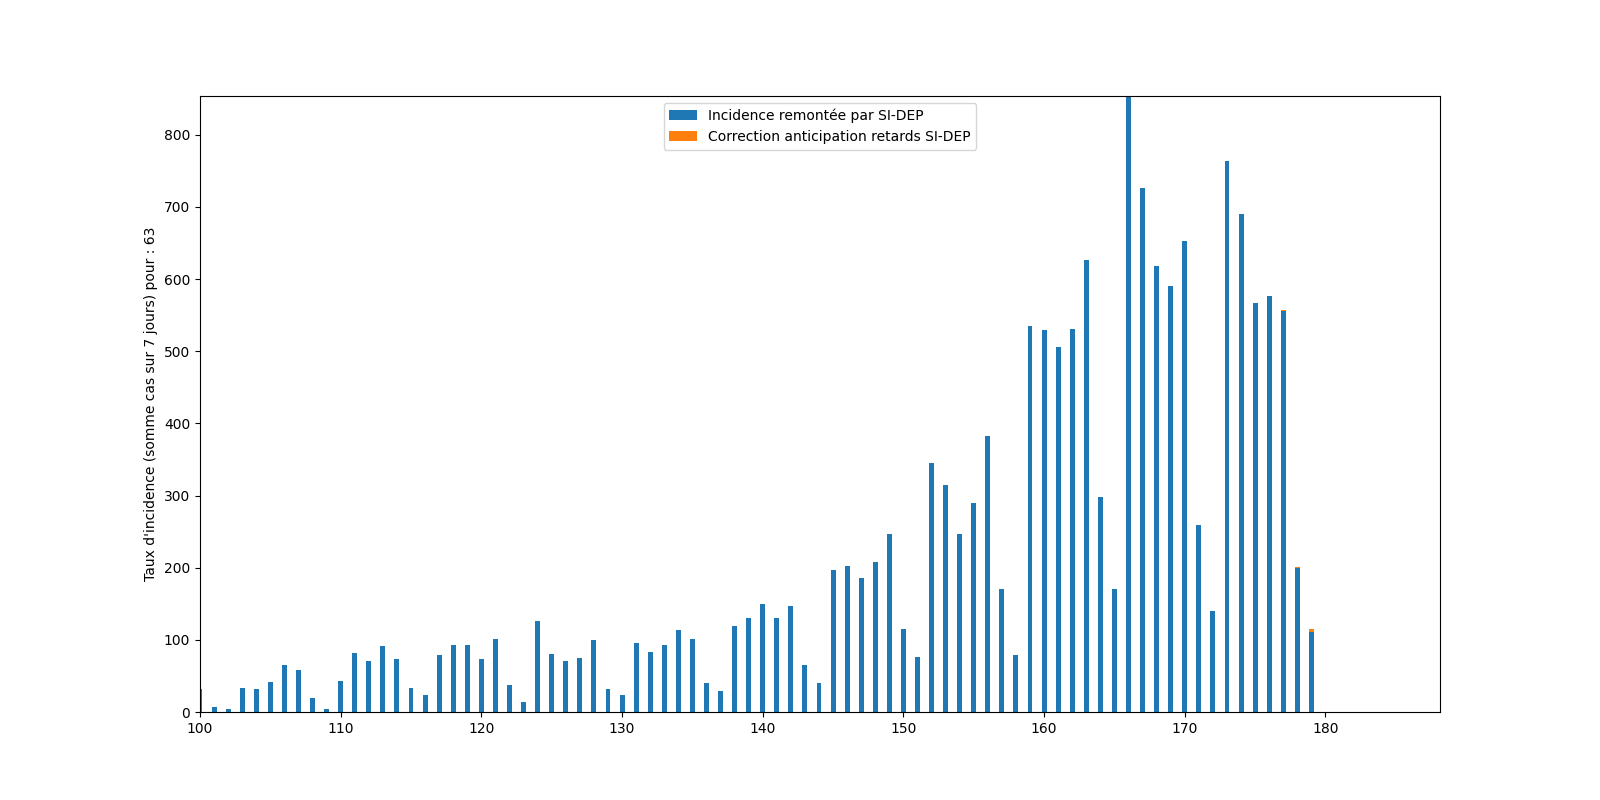 Incidence remontée par SI-DEP
Correction anticipation retards SI-DEP
Taux d'incidence (somme cas sur 7 jours) pour : 63
800
700
600
500
400
300
200
100
0
100 110 120 130 140 150 160 170 180